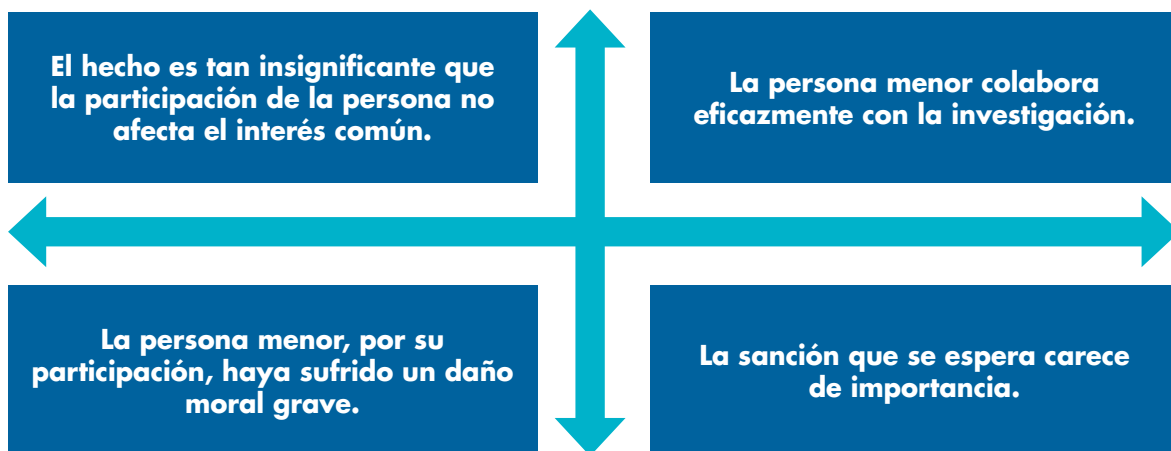 El hecho es tan insignificante que
la participación de la persona no
afecta el interés común.
La persona menor colabora
eficazmente con la investigación.
La persona menor, por su
participación, haya sufrido un daño
moral grave.
La sanción que se espera carece
de importancia.